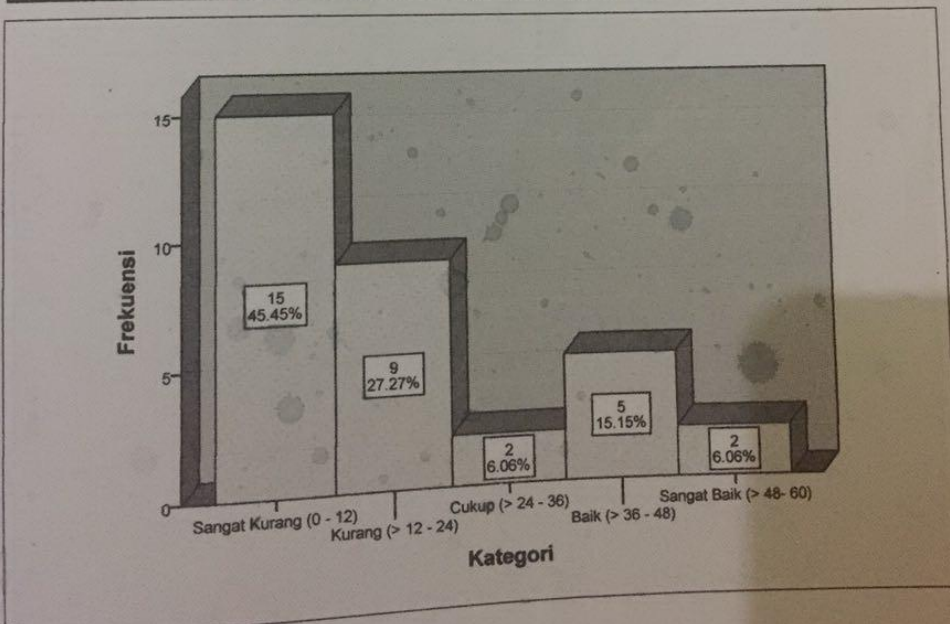 Frekuensi
15
10
5
0
15
45.45%
9
27.27%
2
6.06%
5
15.15%
2
6.06%
Sangat Kurang (0 - 12)
Kurang (> 12 - 24)
Cukup (> 24 - 36)
Baik (> 36 - 48)
Sangat Baik (> 48- 60)
Kategori